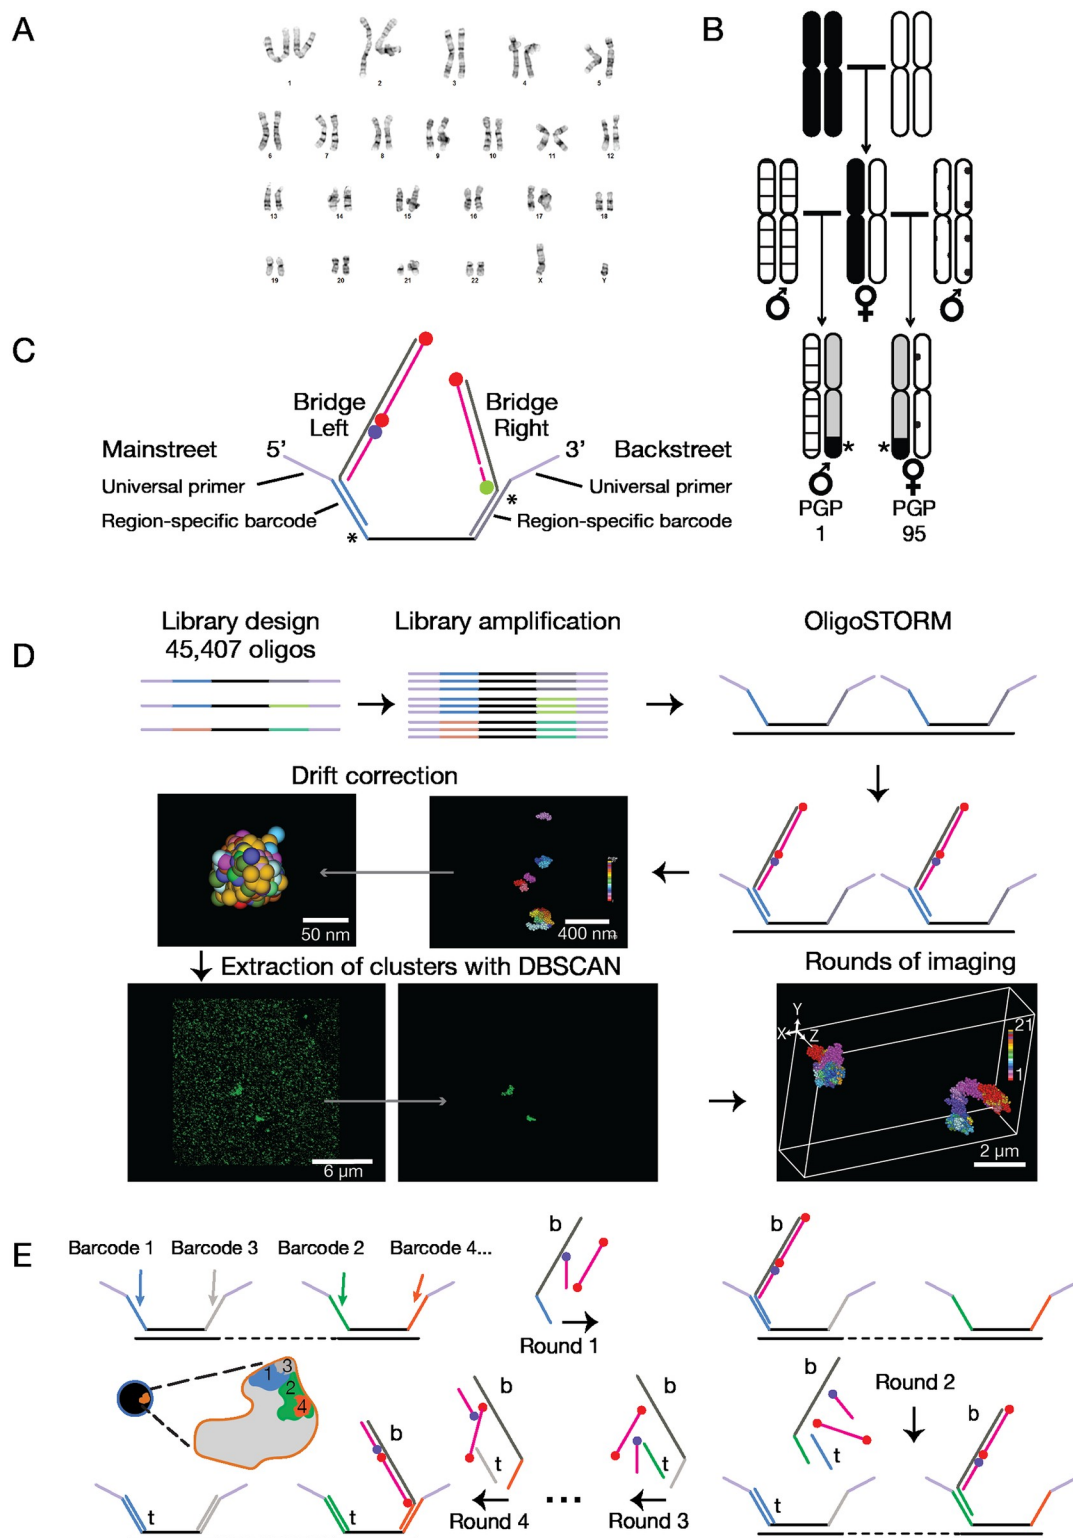 A
1 2 3 4 5
6 7 8 9 10 11 12
13 14 15 16 17 18
19 20 21 22 X Y
B
♂ ♀ ♂
* *
♂ ♀
PGP PGP
1 95
C
Bridge Left
Bridge Right
Mainstreet 5’
3’ Backstreet
Universal primer
Universal primer
Region-specific barcode
Region-specific barcode
*
*
D
Library design
45,407 oligos
Library amplification
OligoSTORM
Drift correction
50 nm
400 nm
Extraction of clusters with DBSCAN
Rounds of imaging
6 μm
Y
X
Z
21
1
2 μm
E
Barcode 1 Barcode 3 Barcode 2 Barcode 4...
b
Round 1
b
1 3
2
4
b
t t
b
t
Round 4
...
b
t
Round 3
Round 2
t
b
t